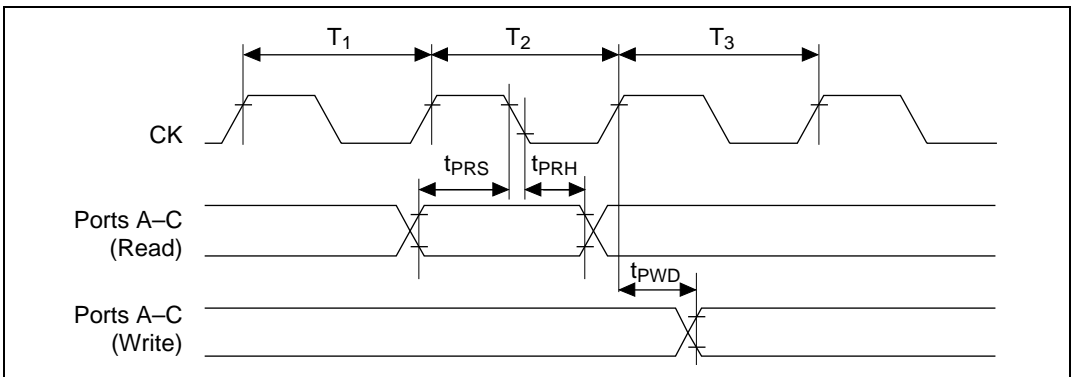 T1 T2 T3
CK
tPRS tPRH
Ports A–C
(Read)
tPWD
Ports A–C
(Write)